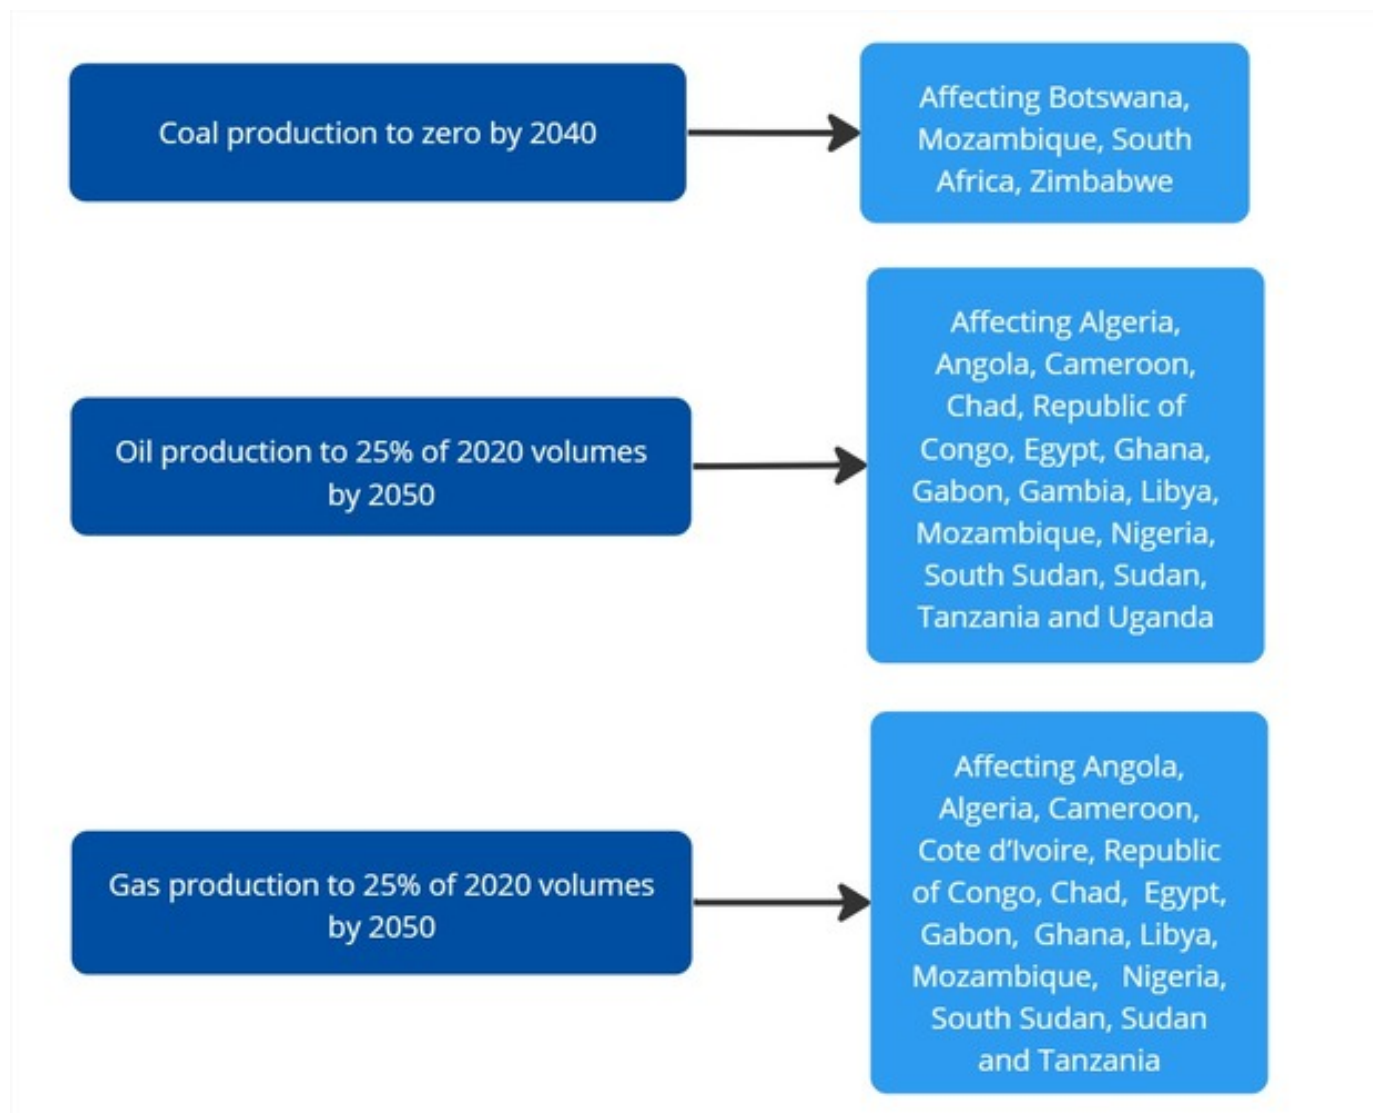 Coal production to zero by 2040
Affecting Botswana,
Mozambique, South
Africa, Zimbabwe
Oil production to 25% of 2020 volumes
by 2050
Affecting Algeria,
Angola, Cameroon,
Chad, Republic of
Congo, Egypt, Ghana,
Gabon, Gambia, Libya,
Mozambique, Nigeria,
South Sudan, Sudan,
Tanzania and Uganda
Gas production to 25% of 2020 volumes
by 2050
Affecting Angola,
Algeria, Cameroon,
Cote d’Ivoire, Republic
of Congo, Chad, Egypt,
Gabon, Ghana, Libya,
Mozambique, Nigeria,
South Sudan, Sudan
and Tanzania